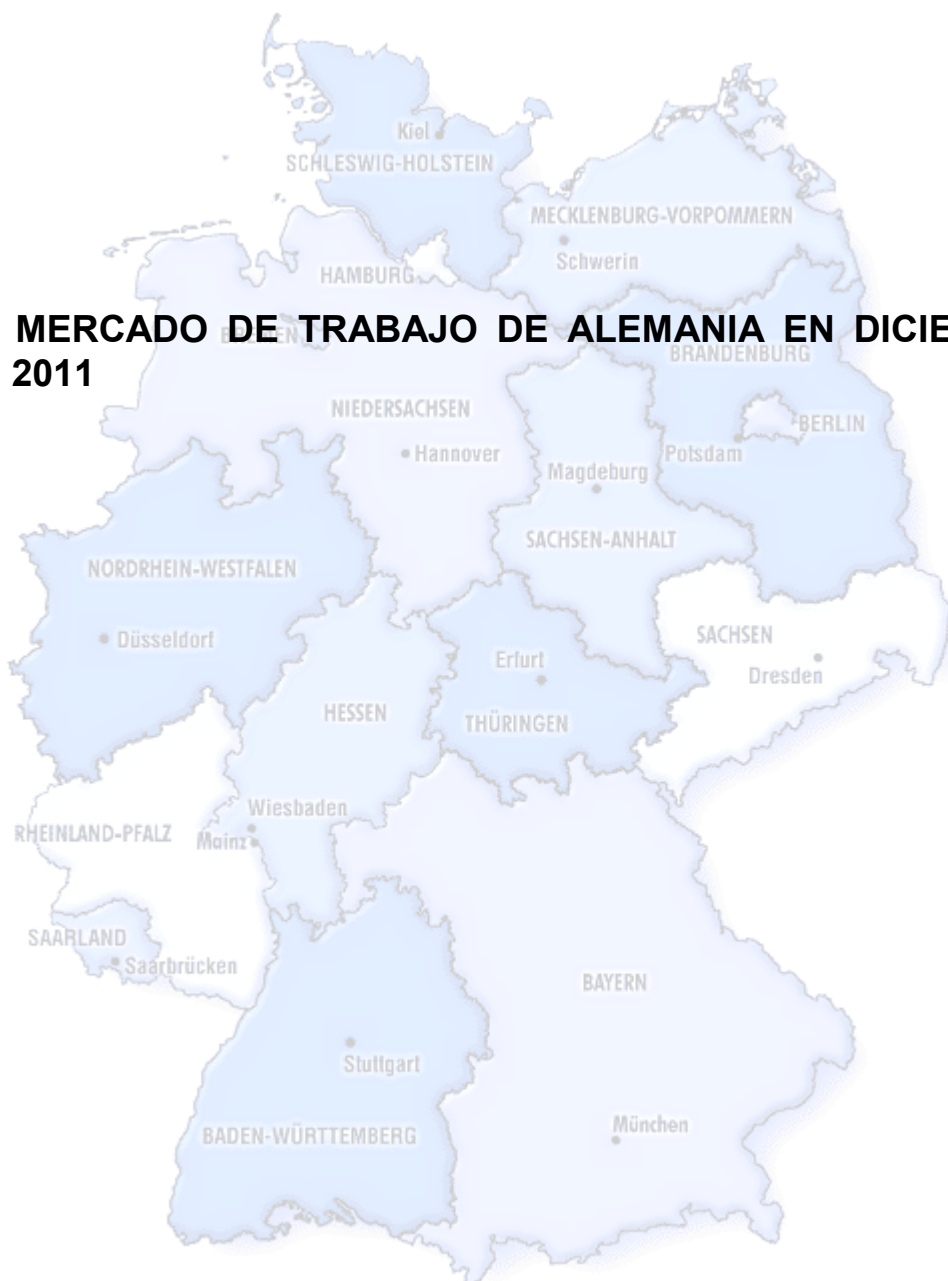 Kiel
SCHLESWIG-HOLSTEIN
MECKLENBURG-VORPOMMERN
Schwerin
HAMBURG
MERCADO DE TRABAJO DE ALEMANIA EN DICIE
2011
BREMEN
BRANDENBURG
NIEDERSACHSEN
BERLIN
Hannover
Potsdam
Magdeburg
SACHSEN-ANHALT
NORDRHEIN-WESTFALEN
Düsseldorf
SACHSEN
Erfurt
Dresden
HESSEN
THÜRINGEN
Wiesbaden
RHEINLAND-PFALZ
Mainz
SAARLAND
Saarbrücken
BAYERN
Stuttgart
München
BADEN-WÜRTTEMBERG